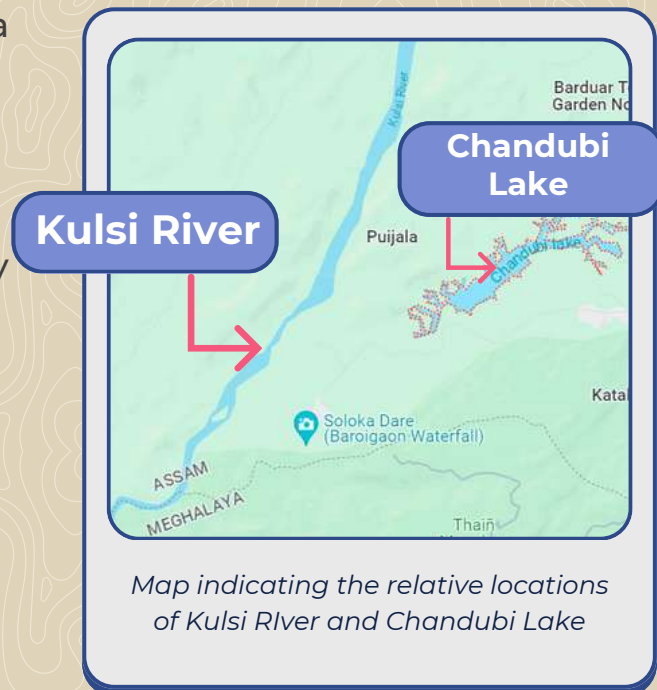 a
y
Kulsi River
Barduar T
Garden No
Kulsi River
Chandubi
Lake
Puijala
Chandubi lake
Katal
Soloka Dare
(Baroigaon Waterfall)
ASSAM
MEGHALAYA
Thaiñ
Map indicating the relative locations
of Kulsi RIver and Chandubi Lake